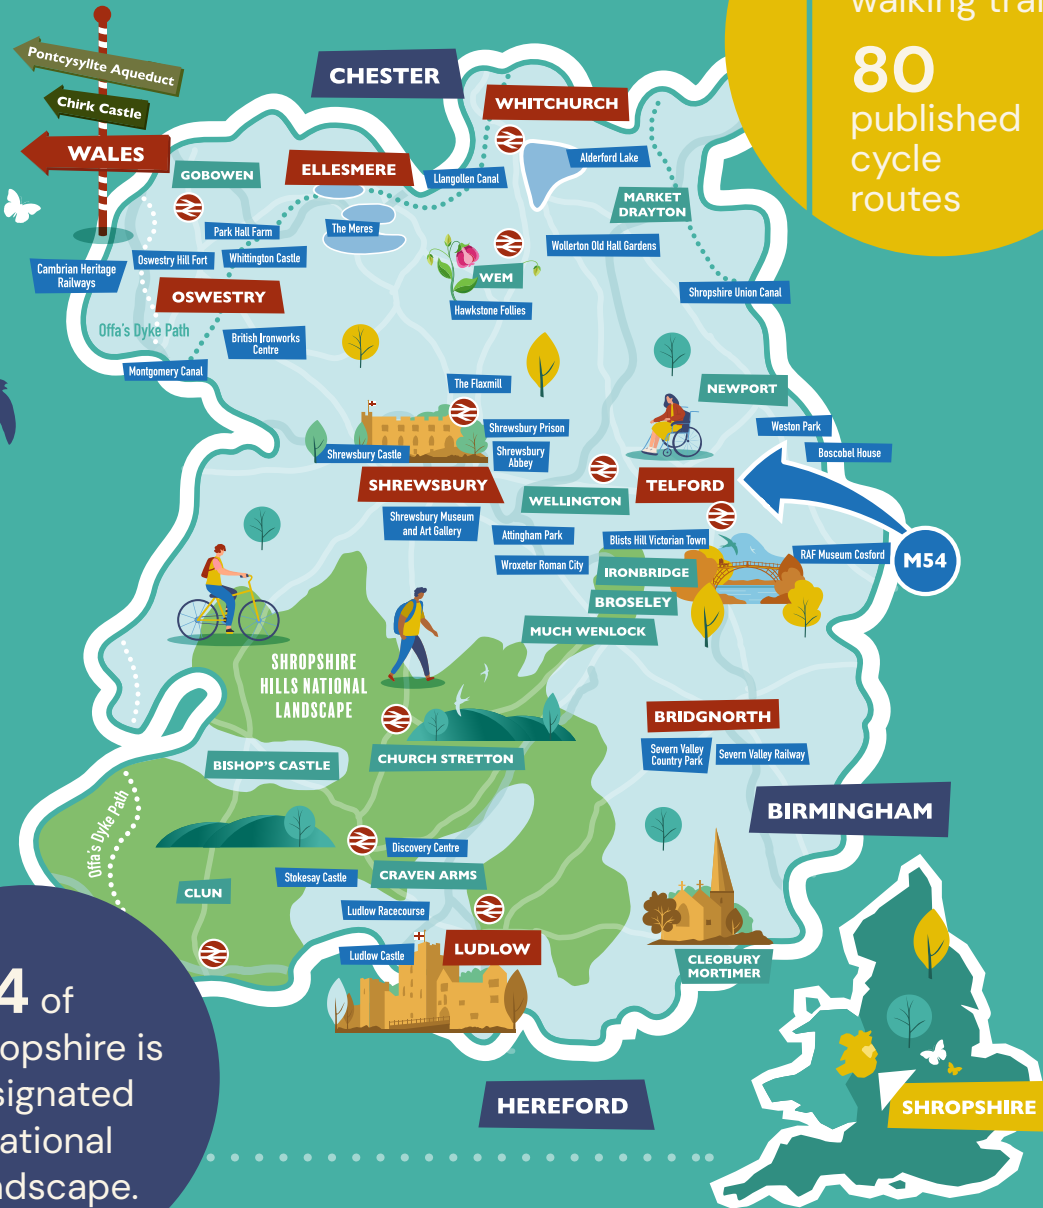 walking trai
80
published
cycle
routes
Pontcysyllte Aqueduct
Chirk Castle
WALES
CHESTER
WHITCHURCH
GOBOWEN
ELLESMERE
Llangollen Canal
Alderford Lake
MARKET
DRAYTON
Park Hall Farm
The Meres
Oswestry Hill Fort
Whittington Castle
Wollerton Old Hall Gardens
Cambrian Heritage
Railways
WEM
OSWESTRY
Hawkstone Follies
Shropshire Union Canal
Offa's Dyke Path
British Ironworks
Centre
Montgomery Canal
The Flaxmill
NEWPORT
Shrewsbury Prison
Weston Park
Shrewsbury Castle
Shrewsbury
Abbey
Boscobel House
SHREWSBURY
WELLINGTON
TELFORD
Shrewsbury Museum
and Art Gallery
Attingham Park
Blists Hill Victorian Town
RAF Museum Cosford
M54
Wroxeter Roman City
IRONBRIDGE
BROSELEY
MUCH WENLOCK
SHROPSHIRE
HILLS NATIONAL
LANDSCAPE
BRIDGNORTH
Severn Valley
Country Park
Severn Valley Railway
BISHOP'S CASTLE
CHURCH STRETTON
BIRMINGHAM
Offa's Dyke Path
Discovery Centre
Stokesay Castle
CRAVEN ARMS
CLUN
Ludlow Racecourse
Ludlow Castle
LUDLOW
CLEOBURY
MORTIMER
4 of
opshire is
signated
ational
ndscape.
HEREFORD
SHROPSHIRE